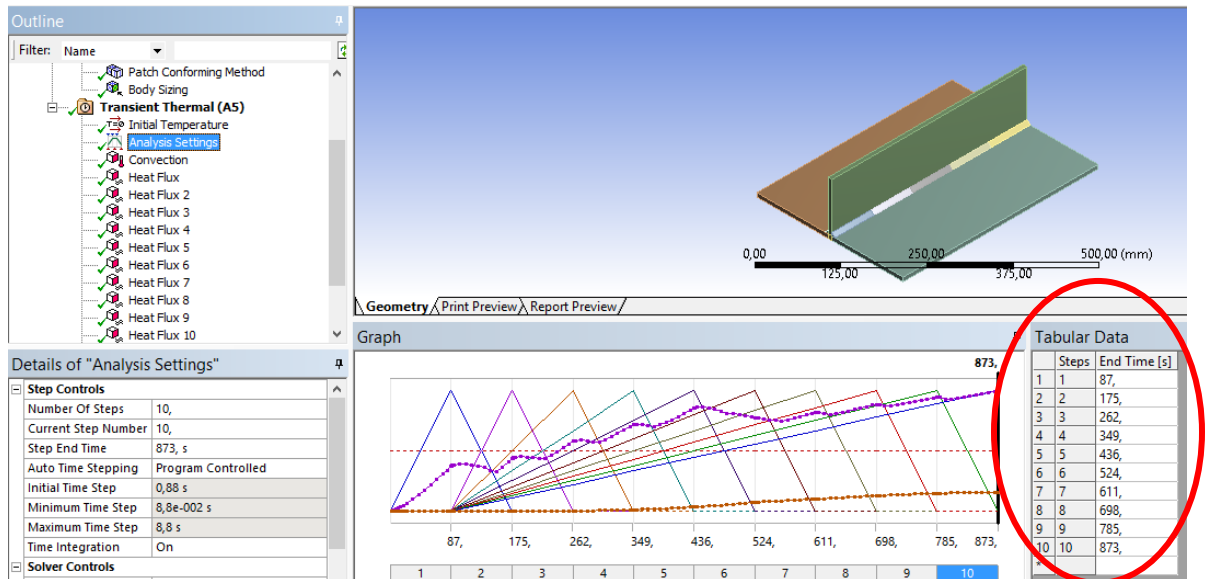 Outline
Filter: Name
Patch Conforming Method
Body Sizing
Transient Thermal (A5)
T=0 Initial Temperature
Analysis Settings
Convection
Heat Flux
Heat Flux 2
Heat Flux 3
Heat Flux 4
Heat Flux 5
Heat Flux 6
Heat Flux 7
Heat Flux 8
Heat Flux 9
Heat Flux 10
0,00 250,00 500,00 (mm)
125,00 375,00
Geometry Print Preview Report Preview
Details of "Analysis Settings"
Step Controls
Number Of Steps 10,
Current Step Number 10,
Step End Time 873, s
Auto Time Stepping Program Controlled
Initial Time Step 0,88 s
Minimum Time Step 8,8e-002 s
Maximum Time Step 8,8 s
Time Integration On
Solver Controls
Graph
873,
87, 175, 262, 349, 436, 524, 611, 698, 785, 873,
1 2 3 4 5 6 7 8 9 10
Tabular Data
Steps End Time [s]
1 1 87,
2 2 175,
3 3 262,
4 4 349,
5 5 436,
6 6 524,
7 7 611,
8 8 698,
9 9 785,
10 10 873,
*